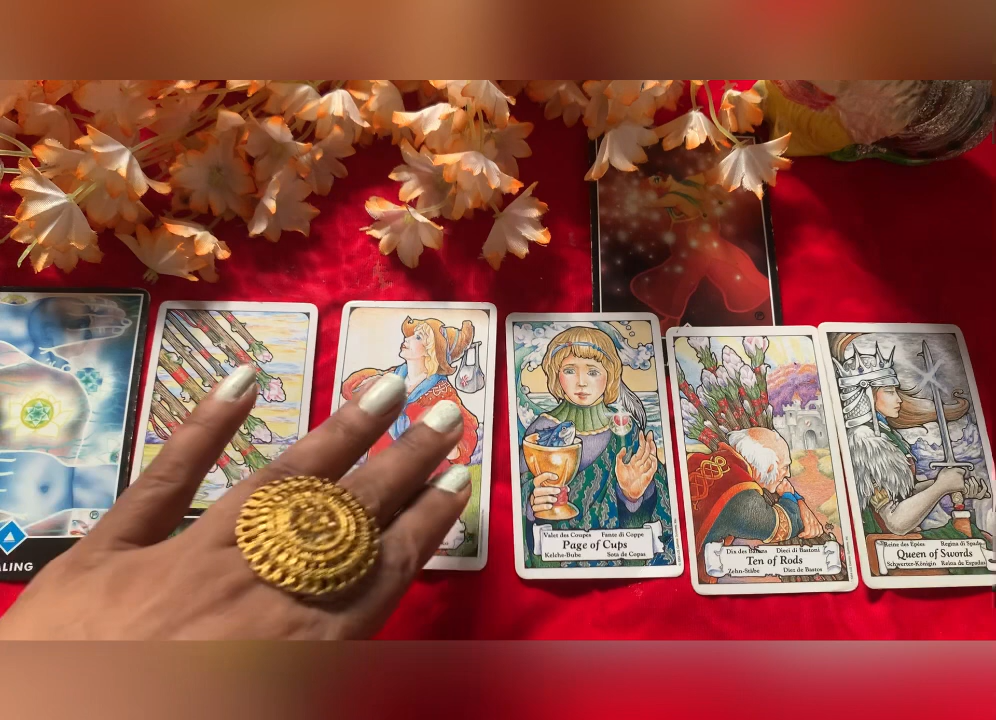 ALING
Valet des Coupes Fante di Coppe
Page of Cups
Kelche-Bube Sota de Copas
Dix des Bâtons Dieci di Bastoni
Ten of Rods
Zehn-Stäbe Diez de Bastos
Reine des Épées Regina di Spade
Queen of Swords
Schwerter-Königin Reina de Espadas